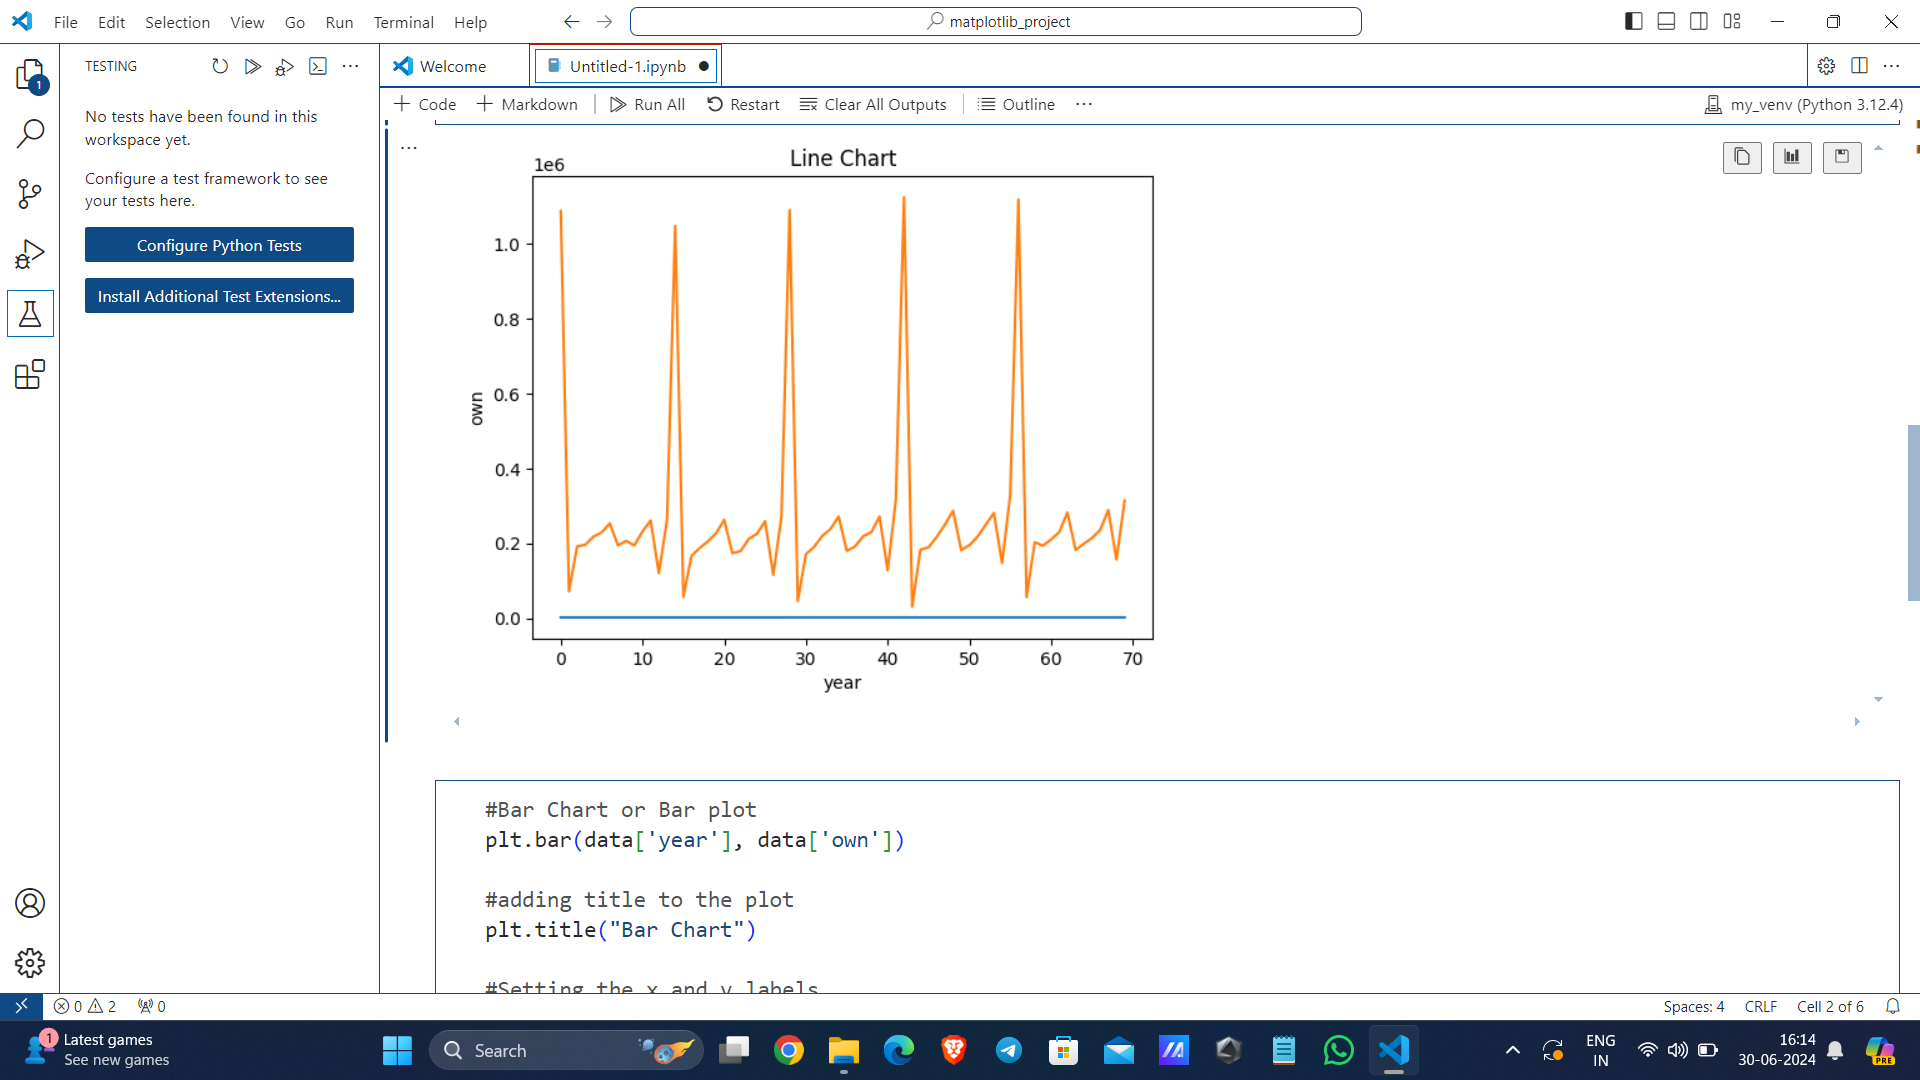 File Edit Selection View Go Run Terminal Help
matplotlib_project
TESTING
No tests have been found in this
workspace yet.
Configure a test framework to see
your tests here.
Configure Python Tests
Install Additional Test Extensions...
1
Welcome
Untitled-1.ipynb
Code Markdown Run All Restart Clear All Outputs Outline ...
my_venv (Python 3.12.4)
Line Chart
1e6
1.0
0.8
0.6
0.4
0.2
0.0
own
0 10 20 30 40 50 60 70
year
#Bar Chart or Bar plot
plt.bar(data['year'], data['own'])
#adding title to the plot
plt.title("Bar Chart")
#Setting the x and y labels
0 2 0
Spaces: 4 CRLF Cell 2 of 6
1
Latest games
See new games
Search
ENG
IN
16:14
30-06-2024
PRE